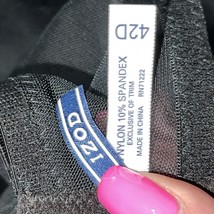 42D
NYLON 10% SPANDEX
EXCLUSIVE OF TRIM
MADE IN CHINA RN71222
IZOD